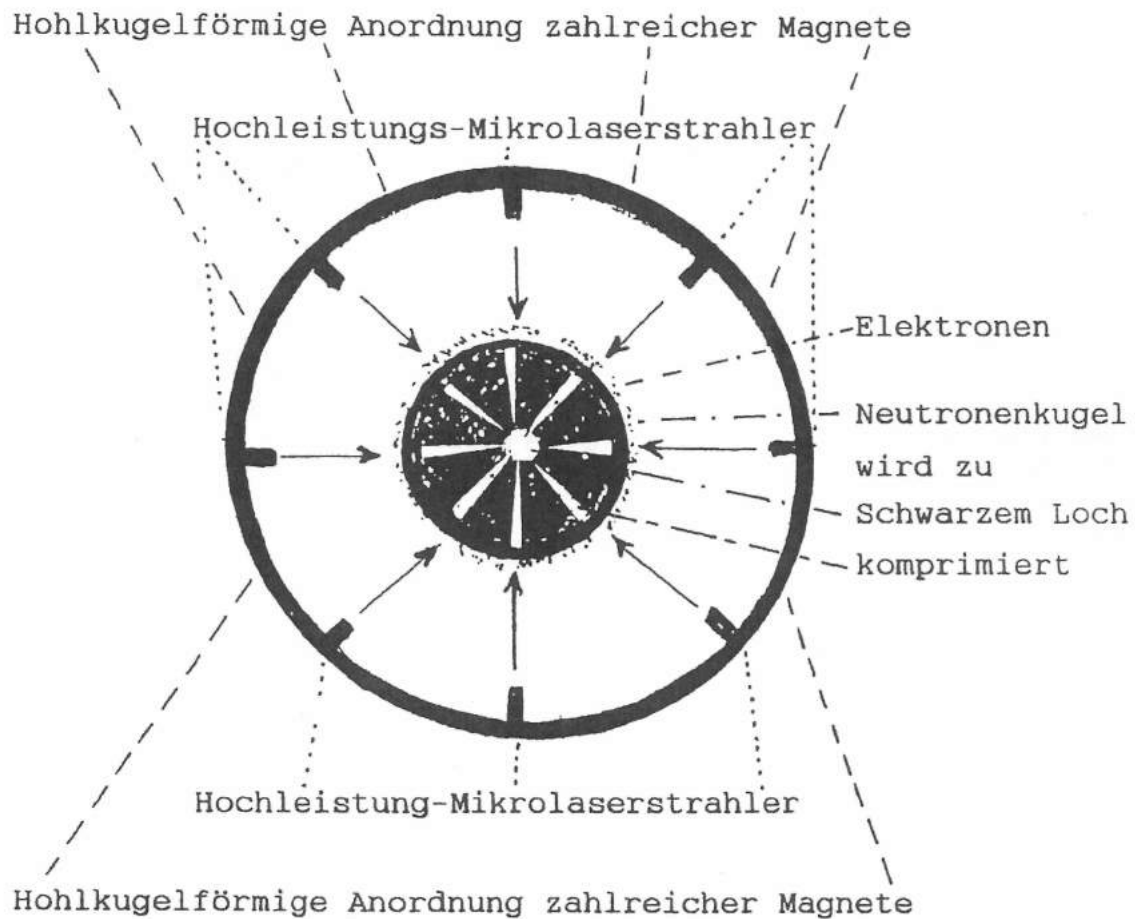 Hohlkugelförmige Anordnung zahlreicher Magnete
Hochleistungs-Mikrolaserstrahler
Elektronen
Neutronenkugel
wird zu
Schwarzem Loch
komprimiert
Hochleistung-Mikrolaserstrahler
Hohlkugelförmige Anordnung zahlreicher Magnete